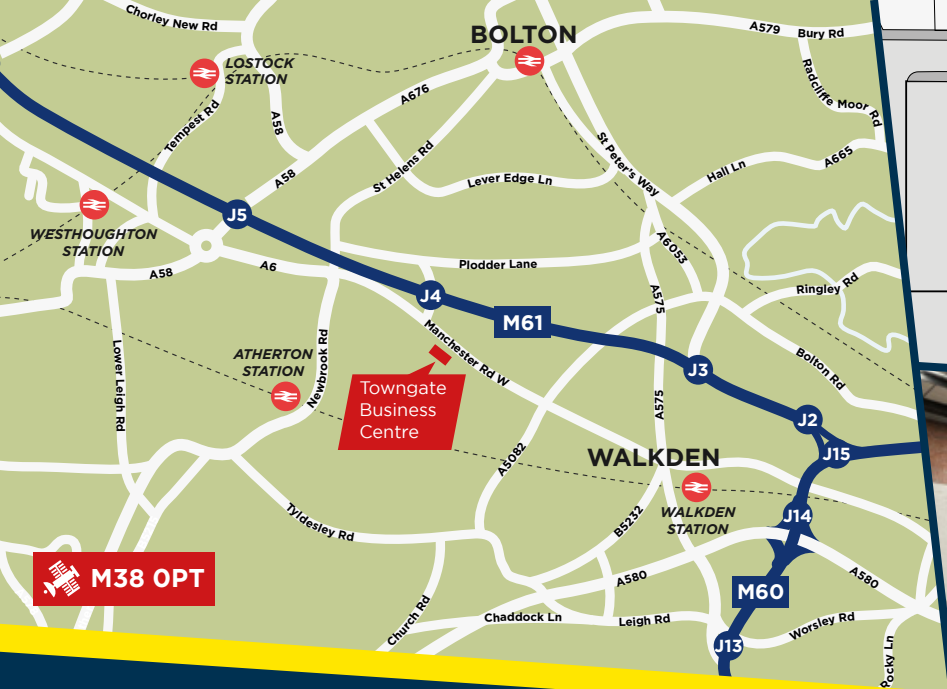 Chorley New Rd
A579
Bury Rd
BOLTON
LOSTOCK
STATION
Radcliffe Moor Rd
A676
Tempest Rd
A58
St Peter's Way
A665
St Helens Rd
Hall Ln
A58
Lever Edge Ln
J5
WESTHOUGHTON
STATION
A6053
A58
A6
Plodder Lane
Ringley Rd
J4
A575
M61
Manchester Rd W
ATHERTON
STATION
Newbrook Rd
Lower Leigh Rd
Bolton Rd
J3
Towngate
Business
Centre
A575
J2
J15
A5082
WALKDEN
WALKDEN
STATION
J14
B5232
Tyldesley Rd
M38 0PT
A580
A580
M60
Church Rd
Chaddock Ln
Leigh Rd
Worsley Rd
J13
Rocky Ln